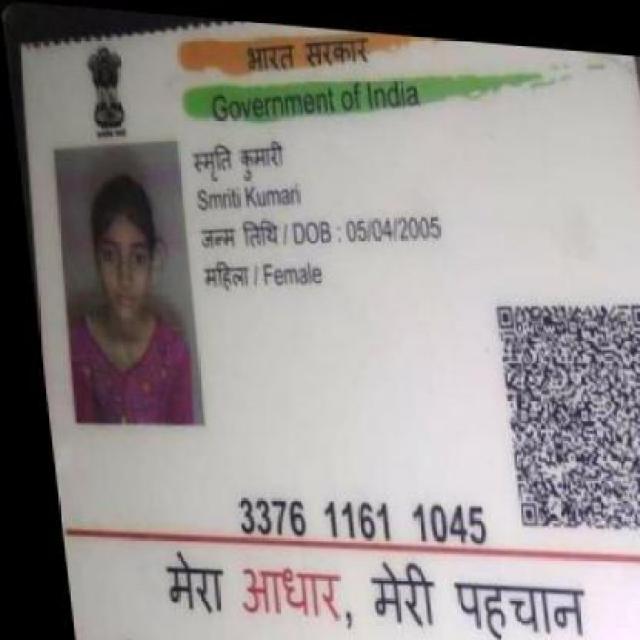 भारत सरकार
Government of India
स्मृति कुमारी
Smriti Kumari
जन्म तिथि / DOB : 05/04/2005
महिला / Female
3376 1161 1045
मेरा आधार, मेरी पहचान